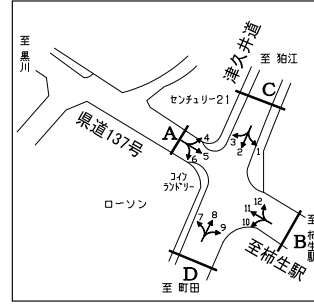 至黒川
津久井道
至 狛江
センチュリー21
C
県道137号
A
4
5
6
3
2
1
コイン
ランドリー
ローソン
7
8
9
12
11
10
至柿生駅
B
至柿生駅
D
至 町田